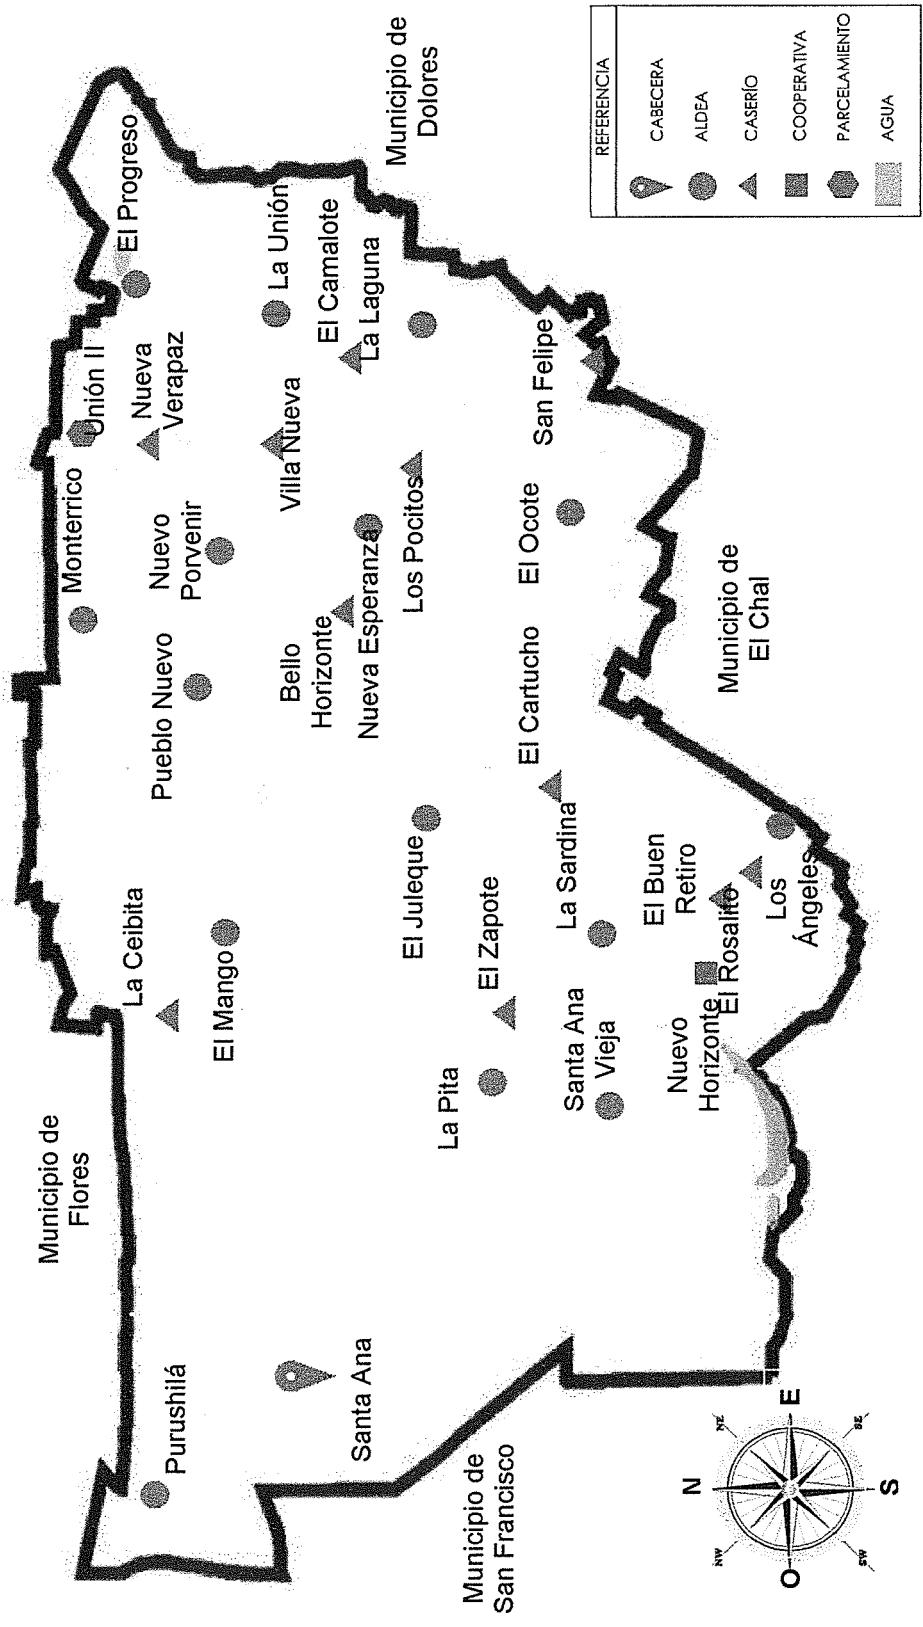 Municipio de
Flores
Purushilá
Santa Ana
Municipio de
San Francisco
La Ceibita
El Mango
Monterrico
Pueblo Nuevo
Nuevo
Porvenir
Unión II
Nueva
Verapaz
El Progreso
La Unión
Villa Nueva
El Camalote
La Laguna
Bello
Horizonte
Nueva Esperanza
Los Pocitos
Municipio de
Dolores
El Juleque
El Zapote
La Pita
El Cartucho
El Ocote
San Felipe
La Sardina
Santa Ana
Vieja
El Buen
Retiro
Nuevo
Horizonte
El Rosalito
Los
Ángeles
Municipio de
El Chal
N
NE
E
SE
S
SW
O
NW
REFERENCIA
CABECERA
ALDEA
CASERÍO
COOPERATIVA
PARCELAMIENTO
AGUA